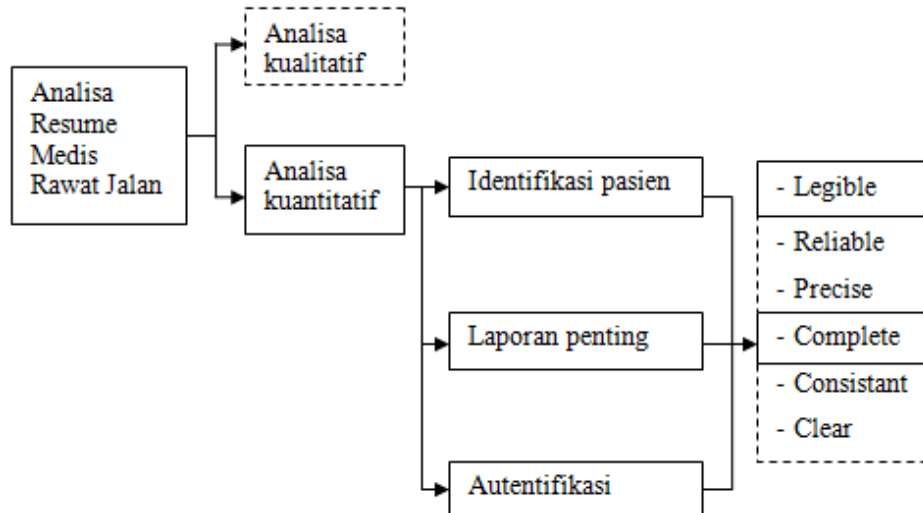 Analisa
Resume
Medis
Rawat Jalan
Analisa
kualitatif
Analisa
kuantitatif
Identifikasi pasien
Laporan penting
Autentifikasi
- Legible
- Reliable
- Precise
- Complete
- Consistant
- Clear